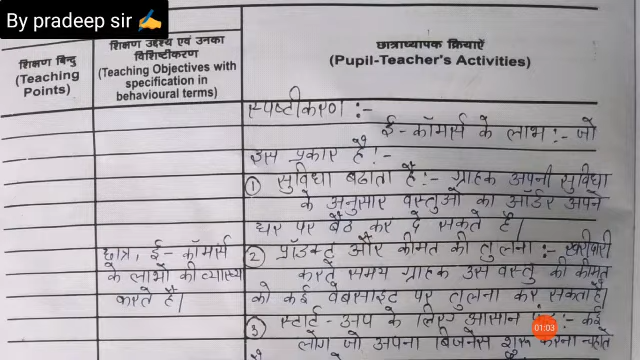 By pradeep sir ✍
शिक्षण बिन्दु
(Teaching
Points)
शिक्षण उद्देश्य एवं उनका
विशिष्टीकरण
(Teaching Objectives with
specification in
behavioural terms)
छात्राध्यापक क्रियाऐं
(Pupil-Teacher's Activities)
स्पष्टीकरण :-
ई-कॉमर्स के लाभ :- जो
इस प्रकार है :-
① सुविधा बढाता है :- ग्राहक अपनी सुविधा
के अनुसार वस्तुओ का ऑर्डर अपने
घर पर बैठ कर दे सकते है।
छात्र, ई-कॉमर्स
के लाभो की व्याख्या
करते है।
② प्रॉडक्ट और कीमत की तुलना :- खरीदारी
करते समय ग्राहक उस वस्तु की कीमत
को कई वेबसाइट पर तुलना कर सकता है।
③ स्टार्ट-अप के लिए आसान :- कई
लोग जो अपना बिजनेस शुरू करना चाहते
01:03